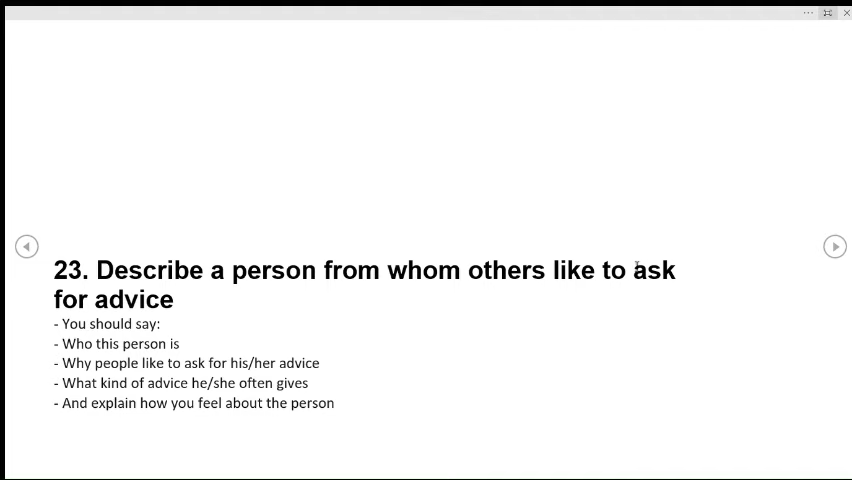 23. Describe a person from whom others like to ask
for advice
- You should say:
- Who this person is
- Why people like to ask for his/her advice
- What kind of advice he/she often gives
- And explain how you feel about the person